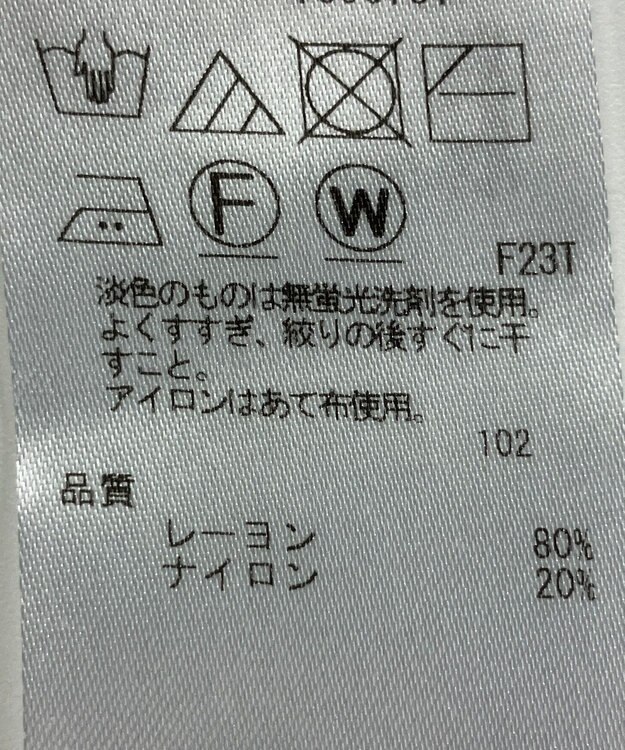 F
W
F23T
淡色のものは無蛍光洗剤を使用。
よくすすぎ、絞りの後すぐに干
すこと。
アイロンはあて布使用。
102
品質
レーヨン 80%
ナイロン 20%